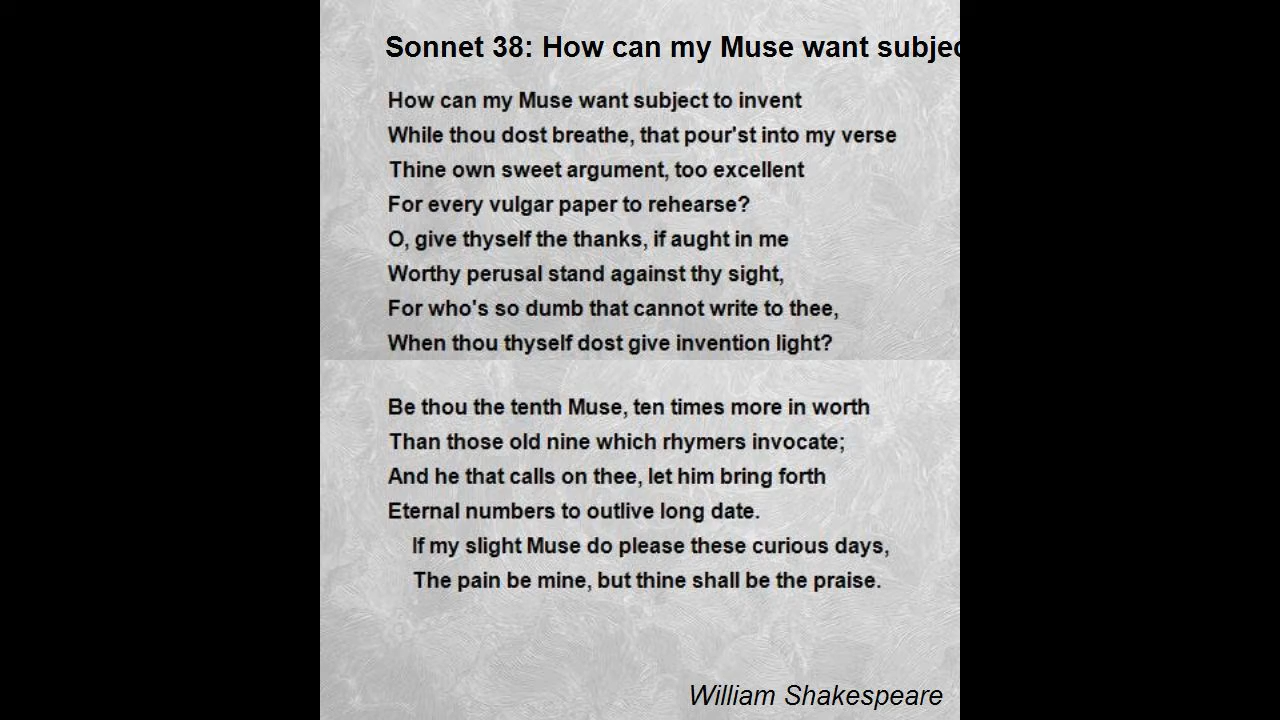 Sonnet 38: How can my Muse want subjec
How can my Muse want subject to invent
While thou dost breathe, that pour'st into my verse
Thine own sweet argument, too excellent
For every vulgar paper to rehearse?
O, give thyself the thanks, if aught in me
Worthy perusal stand against thy sight,
For who's so dumb that cannot write to thee,
When thou thyself dost give invention light?
Be thou the tenth Muse, ten times more in worth
Than those old nine which rhymers invocate;
And he that calls on thee, let him bring forth
Eternal numbers to outlive long date.
If my slight Muse do please these curious days,
The pain be mine, but thine shall be the praise.
William Shakespeare